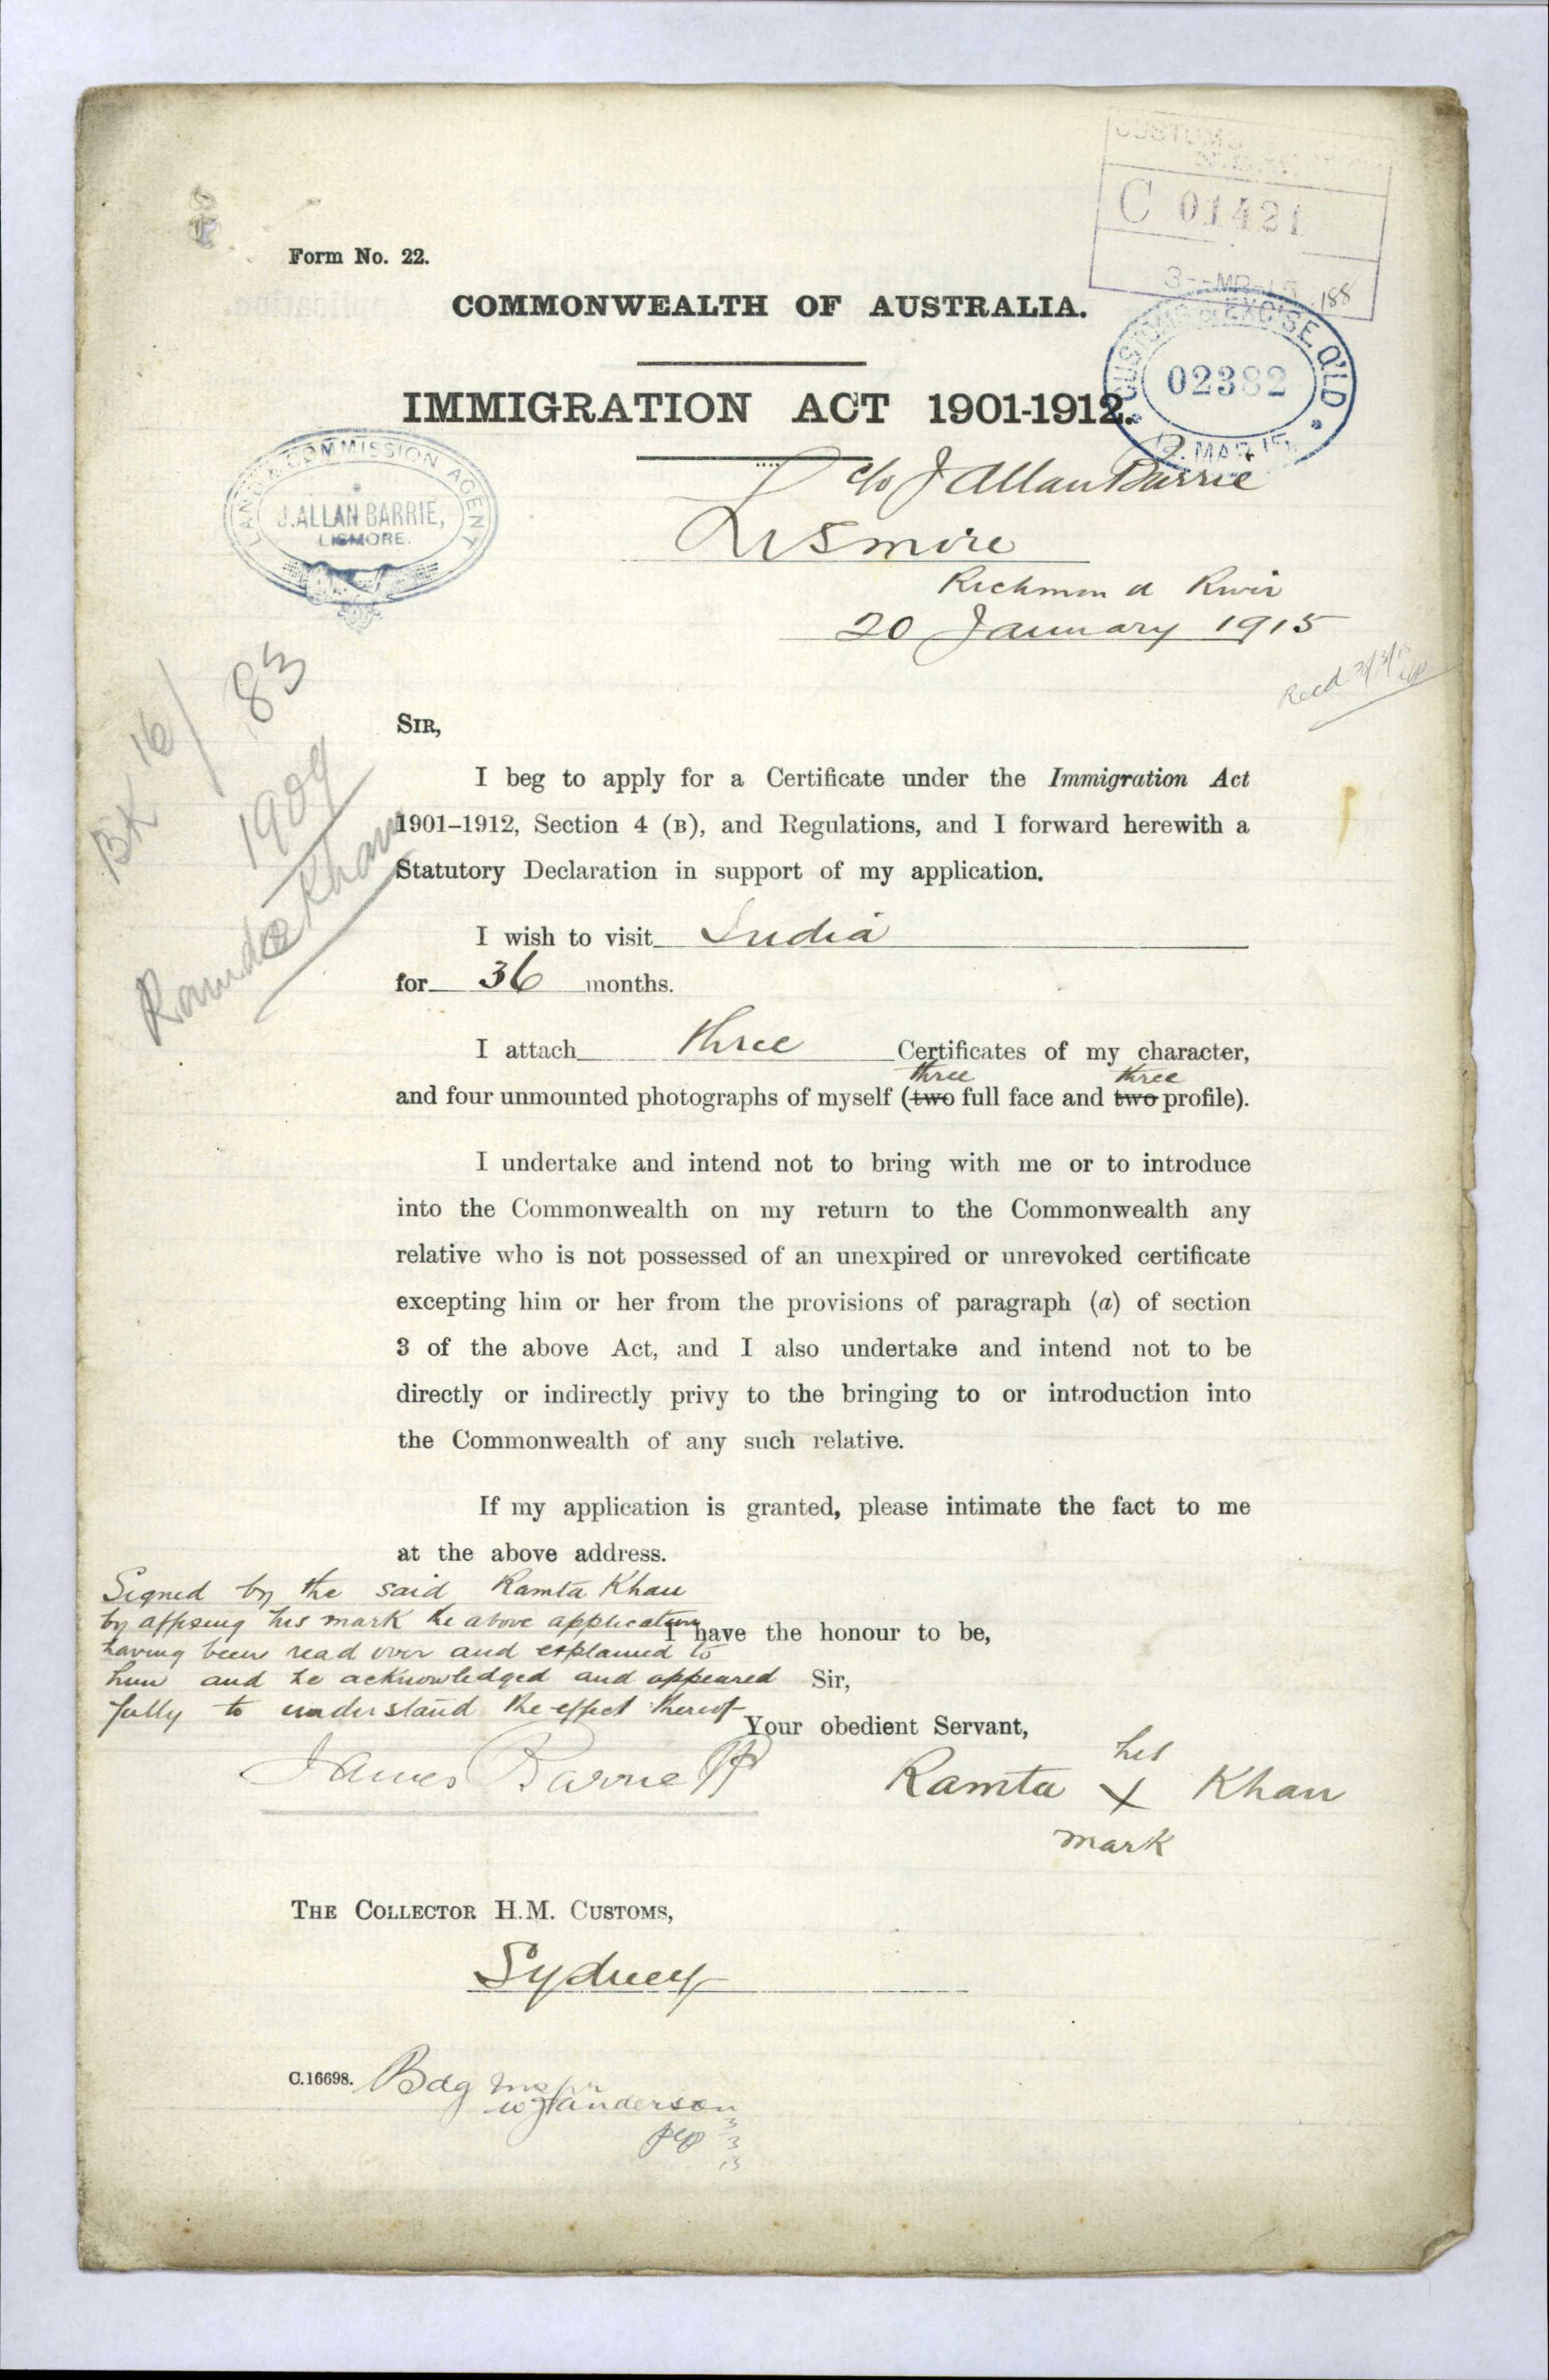 CUSTOMS
N.S.W.
C 01421
3 - MR 15
188
Form No. 22.
COMMONWEALTH OF AUSTRALIA.
CUSTOMS & EXCISE Q'LD
02382
MAR 15
IMMIGRATION ACT 1901-1912.
LAND & COMMISSION AGENT
J. ALLAN BARRIE,
LISMORE.
c/o J Allan Barrie
Lismore
Richmond River
20 January 1915
Recd 3/3/15
BK 16/83
1909
Ramda Khan
SIR,
I beg to apply for a Certificate under the Immigration Act
1901-1912, Section 4 (B), and Regulations, and I forward herewith a
Statutory Declaration in support of my application.
I wish to visit India
for 36 months.
I attach three Certificates of my character,
three three
and four unmounted photographs of myself (two full face and two profile).
I undertake and intend not to bring with me or to introduce
into the Commonwealth on my return to the Commonwealth any
relative who is not possessed of an unexpired or unrevoked certificate
excepting him or her from the provisions of paragraph (a) of section
3 of the above Act, and I also undertake and intend not to be
directly or indirectly privy to the bringing to or introduction into
the Commonwealth of any such relative.
If my application is granted, please intimate the fact to me
at the above address.
Signed by the said Ramta Khan
by affixing his mark the above application
having been read over and explained to
him and he acknowledged and appeared
fully to understand the effect thereof
James Barrie JP
I have the honour to be,
Sir,
Your obedient Servant,
his
Ramta X Khan
mark
THE COLLECTOR H.M. CUSTOMS,
Sydney
C.16698.
Bdg Inspr
Anderson
3
3
15